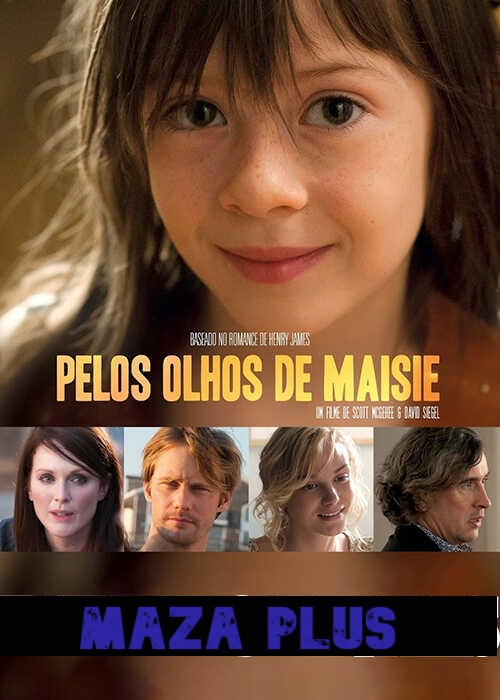 BASEADO NO ROMANCE DE HENRY JAMES
PELOS OLHOS DE MAISIE
UM FILME DE SCOTT MCGEHEE & DAVID SIEGEL
MAZA PLUS